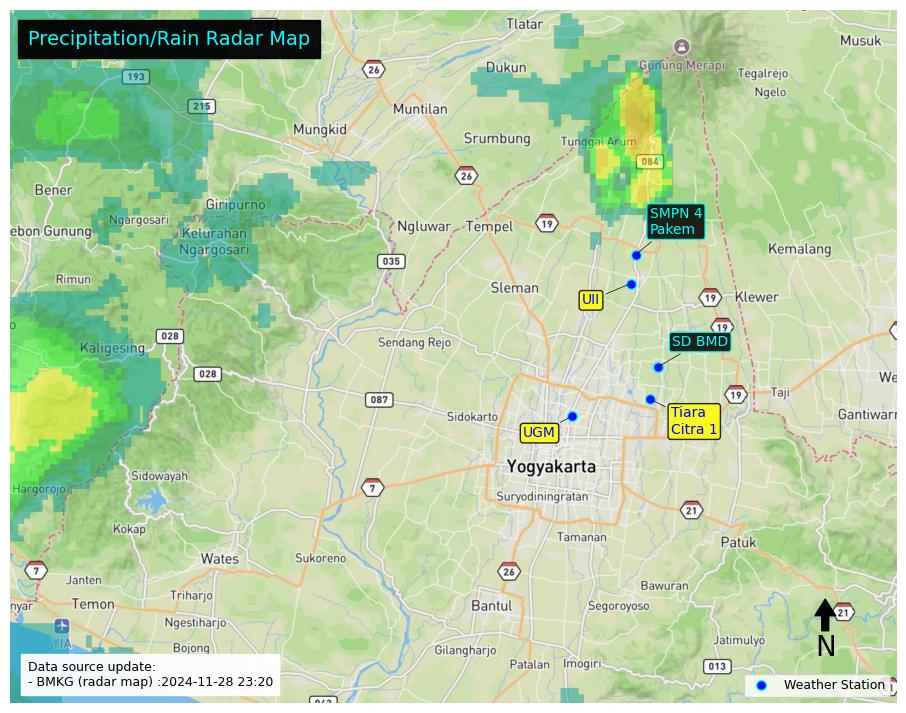 Precipitation/Rain Radar Map
Tlatar
Musuk
26
Dukun
Gunung Merapi
Tegalrejo
193
Ngelo
215
Muntilan
Mungkid
Srumbung
Tunggal Arum
084
26
Bener
Giripurno
SMPN 4
Pakem
Ngargosari
ebon Gunung
Kelurahan
Ngargosari
Ngluwar
Tempel
19
Kemalang
035
Rimun
Sleman
UII
19
Klewer
19
028
Kaligesing
Sendang Rejo
SD BMD
028
We
087
19
Taji
Sidokarto
Tiara
Citra 1
Gantiwarn
UGM
Yogyakarta
Sidowayah
Hargorojo
7
Suryodiningratan
21
Kokap
Tamanan
Patuk
Wates
Sukoreno
7
26
Janten
Bawuran
Triharjo
nyar
Temon
Bantul
Segoroyoso
21
Ngestiharjo
YIA
Jatimulyo
N
Bojong
Gilangharjo
Patalan
Imogiri
013
Data source update:
- BMKG (radar map) :2024-11-28 23:20
Weather Station